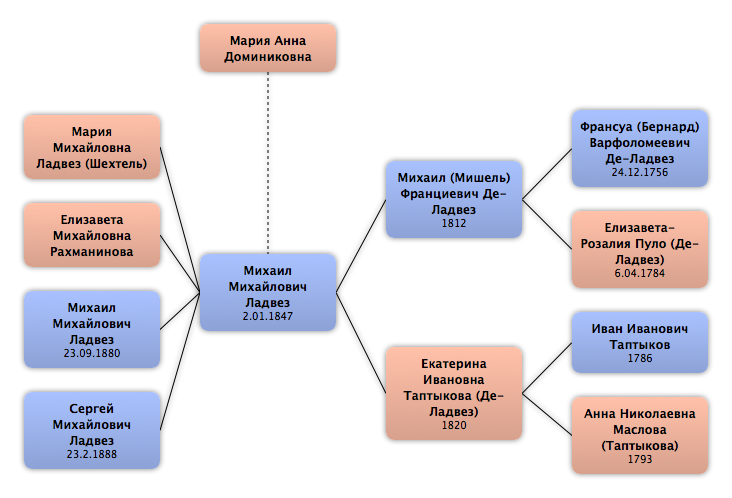 Мария Анна
Доминиковна
Мария
Михайловна
Ладвез (Шехтель)
Елизавета
Михайловна
Рахманинова
Михаил
Михайлович
Ладвез
23.09.1880
Сергей
Михайлович
Ладвез
23.2.1888
Михаил
Михайлович
Ладвез
2.01.1847
Михаил (Мишель)
Францевич Де-
Ладвез
1812
Екатерина
Ивановна
Таптыкова (Де-
Ладвез)
1820
Франсуа (Бернард)
Варфоломеевич
Де-Ладвез
24.12.1756
Елизавета-
Розалия Пуло (Де-
Ладвез)
6.04.1784
Иван Иванович
Таптыков
1786
Анна Николаевна
Маслова
(Таптыкова)
1793